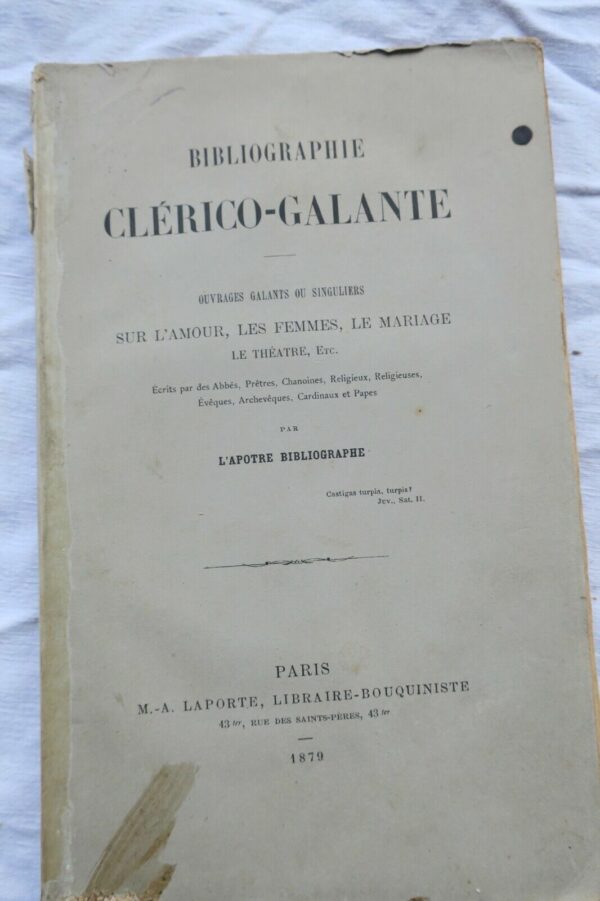 BIBLIOGRAPHIE
CLÉRICO-GALANTE
OUVRAGES GALANTS OU SINGULIERS
SUR L'AMOUR, LES FEMMES, LE MARIAGE
LE THÉATRE, ETC.
Écrits par des Abbés, Prêtres, Chanoines, Religieux, Religieuses,
Évêques, Archevêques, Cardinaux et Papes
PAR
L'APOTRE BIBLIOGRAPHE
Castigas turpia, turpis?
JUV., SAT. II.
PARIS
M.-A. LAPORTE, LIBRAIRE-BOUQUINISTE
43 ter, RUE DES SAINTS-PÈRES, 43 ter
1879